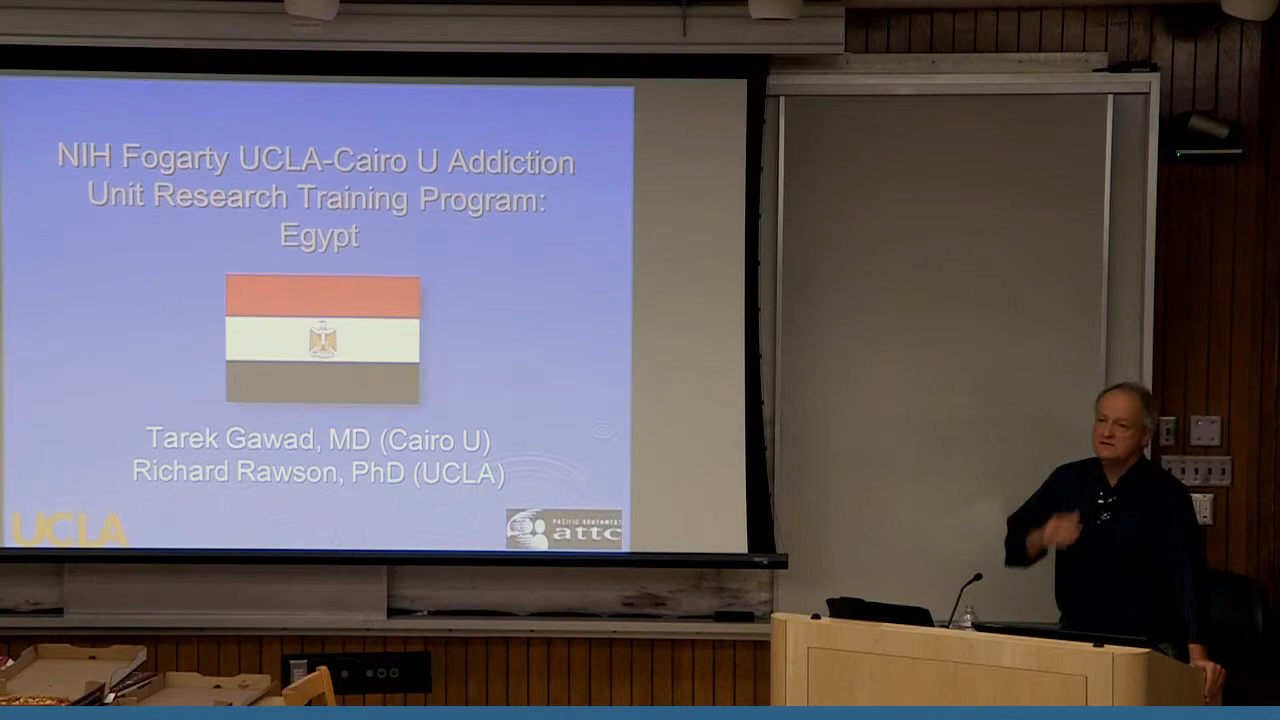 NIH Fogarty UCLA-Cairo U Addiction
Unit Research Training Program:
Egypt
Tarek Gawad, MD (Cairo U)
Richard Rawson, PhD (UCLA)
UCLA
PACIFIC SOUTHWEST
attc